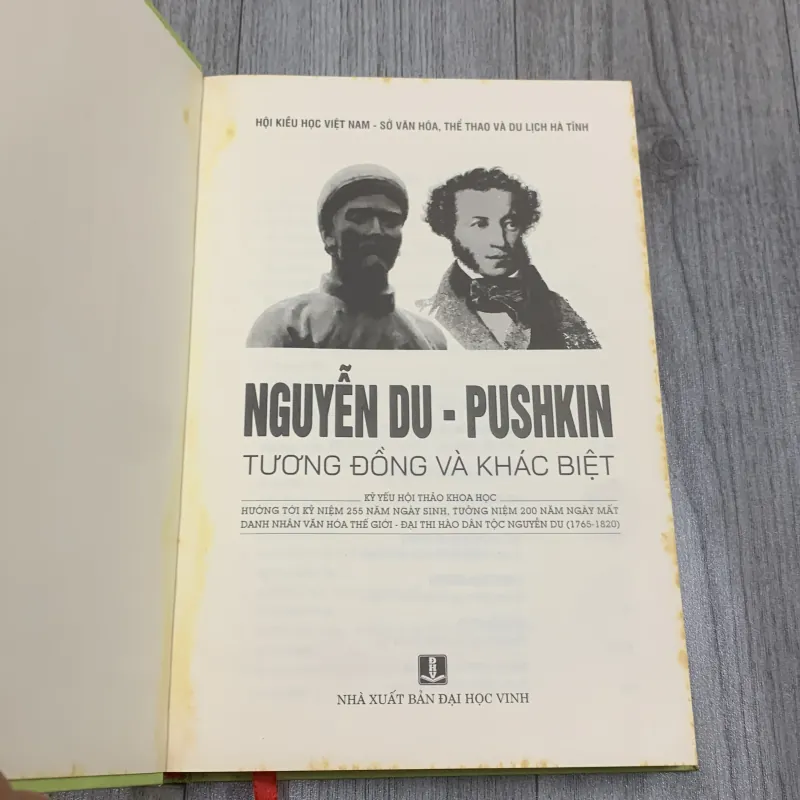 HỘI KIỀU HỌC VIỆT NAM - SỞ VĂN HÓA, THỂ THAO VÀ DU LỊCH HÀ TĨNH
NGUYỄN DU - PUSHKIN
TƯƠNG ĐỒNG VÀ KHÁC BIỆT
KỶ YẾU HỘI THẢO KHOA HỌC
HƯỚNG TỚI KỶ NIỆM 255 NĂM NGÀY SINH, TƯỞNG NIỆM 200 NĂM NGÀY MẤT
DANH NHÂN VĂN HÓA THẾ GIỚI - ĐẠI THI HÀO DÂN TỘC NGUYỄN DU (1765-1820)
DHV
NHÀ XUẤT BẢN ĐẠI HỌC VINH